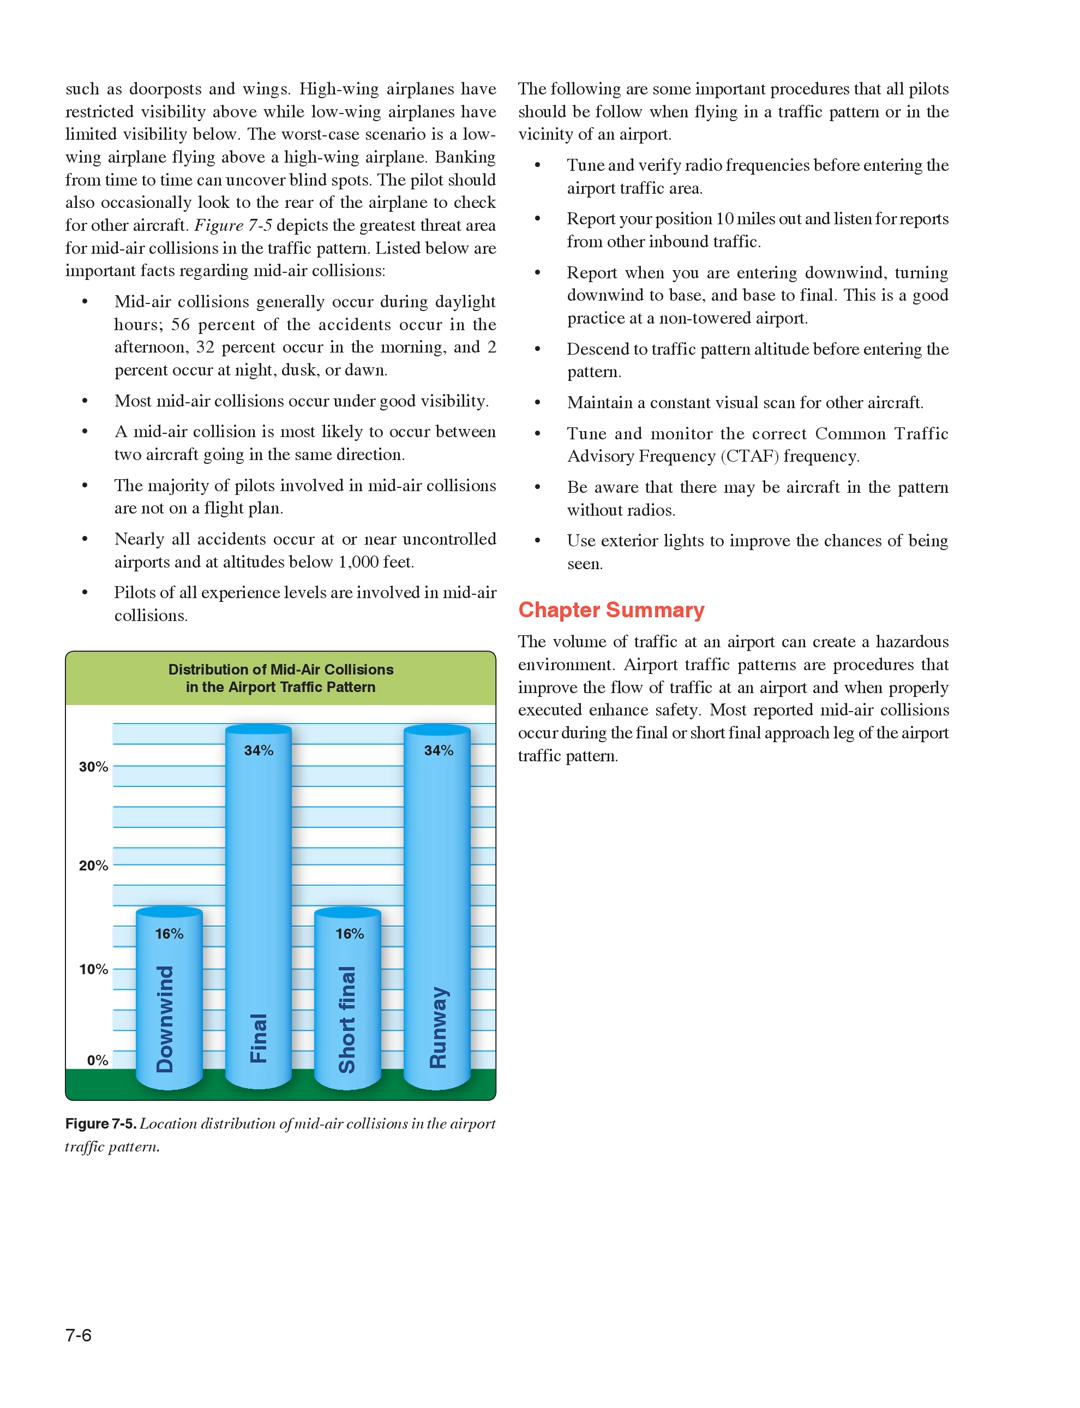 such as doorposts and wings. High-wing airplanes have
restricted visibility above while low-wing airplanes have
limited visibility below. The worst-case scenario is a low-
wing airplane flying above a high-wing airplane. Banking
from time to time can uncover blind spots. The pilot should
also occasionally look to the rear of the airplane to check
for other aircraft. Figure 7-5 depicts the greatest threat area
for mid-air collisions in the traffic pattern. Listed below are
important facts regarding mid-air collisions:
• Mid-air collisions generally occur during daylight
hours; 56 percent of the accidents occur in the
afternoon, 32 percent occur in the morning, and 2
percent occur at night, dusk, or dawn.
• Most mid-air collisions occur under good visibility.
• A mid-air collision is most likely to occur between
two aircraft going in the same direction.
• The majority of pilots involved in mid-air collisions
are not on a flight plan.
• Nearly all accidents occur at or near uncontrolled
airports and at altitudes below 1,000 feet.
• Pilots of all experience levels are involved in mid-air
collisions.
Distribution of Mid-Air Collisions
in the Airport Traffic Pattern
30%
20%
10%
0%
16%
34%
16%
34%
Downwind
Final
Short final
Runway
Figure 7-5. Location distribution of mid-air collisions in the airport
traffic pattern.
The following are some important procedures that all pilots
should be follow when flying in a traffic pattern or in the
vicinity of an airport.
• Tune and verify radio frequencies before entering the
airport traffic area.
• Report your position 10 miles out and listen for reports
from other inbound traffic.
• Report when you are entering downwind, turning
downwind to base, and base to final. This is a good
practice at a non-towered airport.
• Descend to traffic pattern altitude before entering the
pattern.
• Maintain a constant visual scan for other aircraft.
• Tune and monitor the correct Common Traffic
Advisory Frequency (CTAF) frequency.
• Be aware that there may be aircraft in the pattern
without radios.
• Use exterior lights to improve the chances of being
seen.
Chapter Summary
The volume of traffic at an airport can create a hazardous
environment. Airport traffic patterns are procedures that
improve the flow of traffic at an airport and when properly
executed enhance safety. Most reported mid-air collisions
occur during the final or short final approach leg of the airport
traffic pattern.
7-6